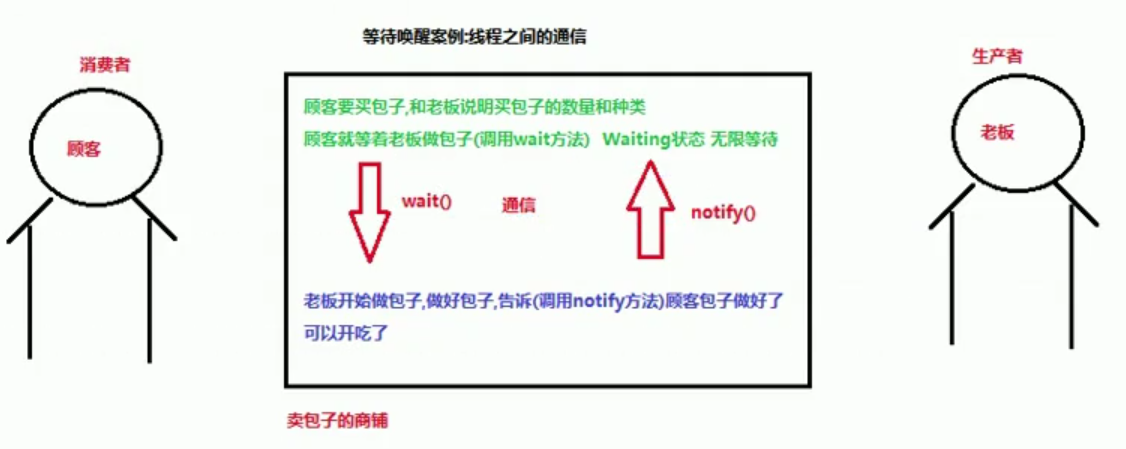 等待唤醒案例:线程之间的通信
消费者
生产者
顾客
老板
顾客要买包子,和老板说明买包子的数量和种类
顾客就等着老板做包子(调用wait方法) Waiting状态 无限等待
wait()
通信
notify()
老板开始做包子,做好包子,告诉(调用notify方法)顾客包子做好了
可以开吃了
卖包子的商铺